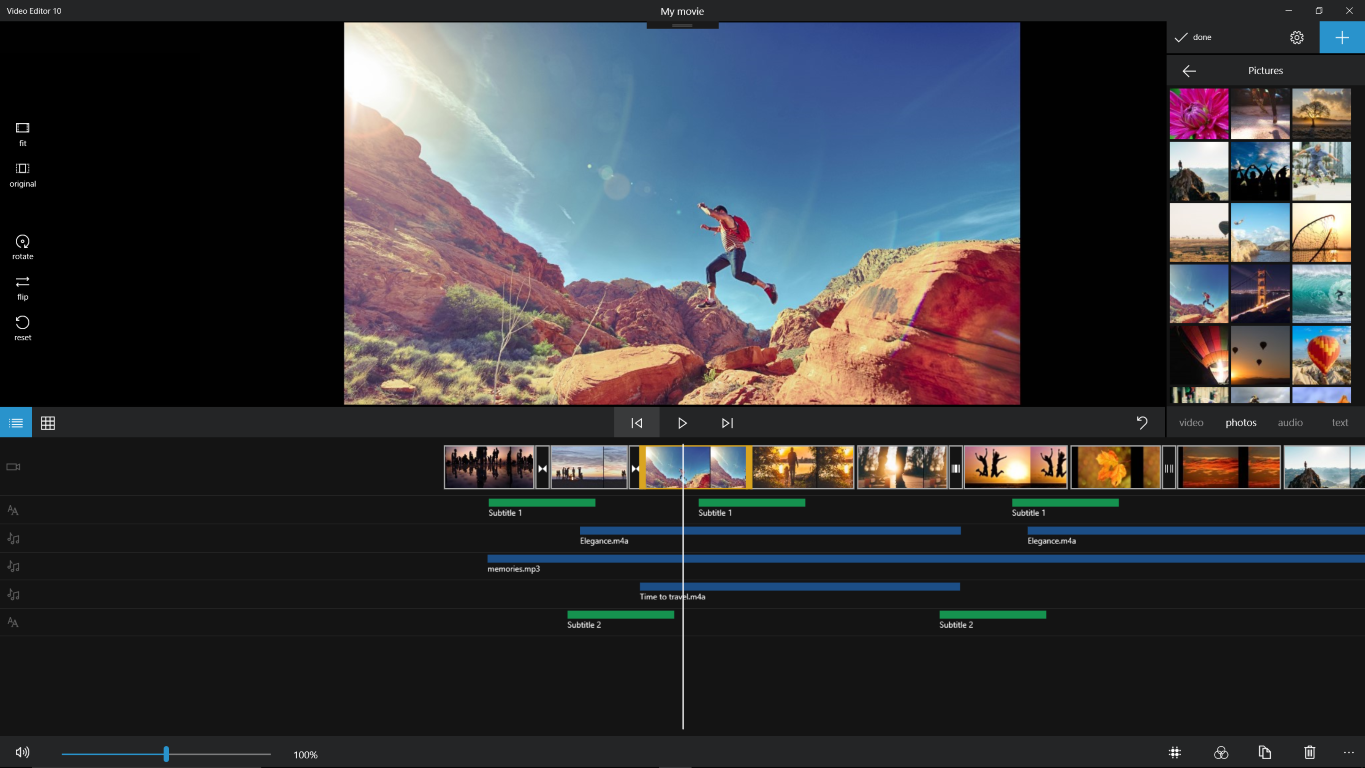 Video Editor 10
My movie
done
Pictures
fit
original
rotate
flip
reset
video
photos
audio
text
Subtitle 1
Subtitle 1
Subtitle 1
Elegance.m4a
Elegance.m4a
memories.mp3
Time to travel.m4a
Subtitle 2
Subtitle 2
100%